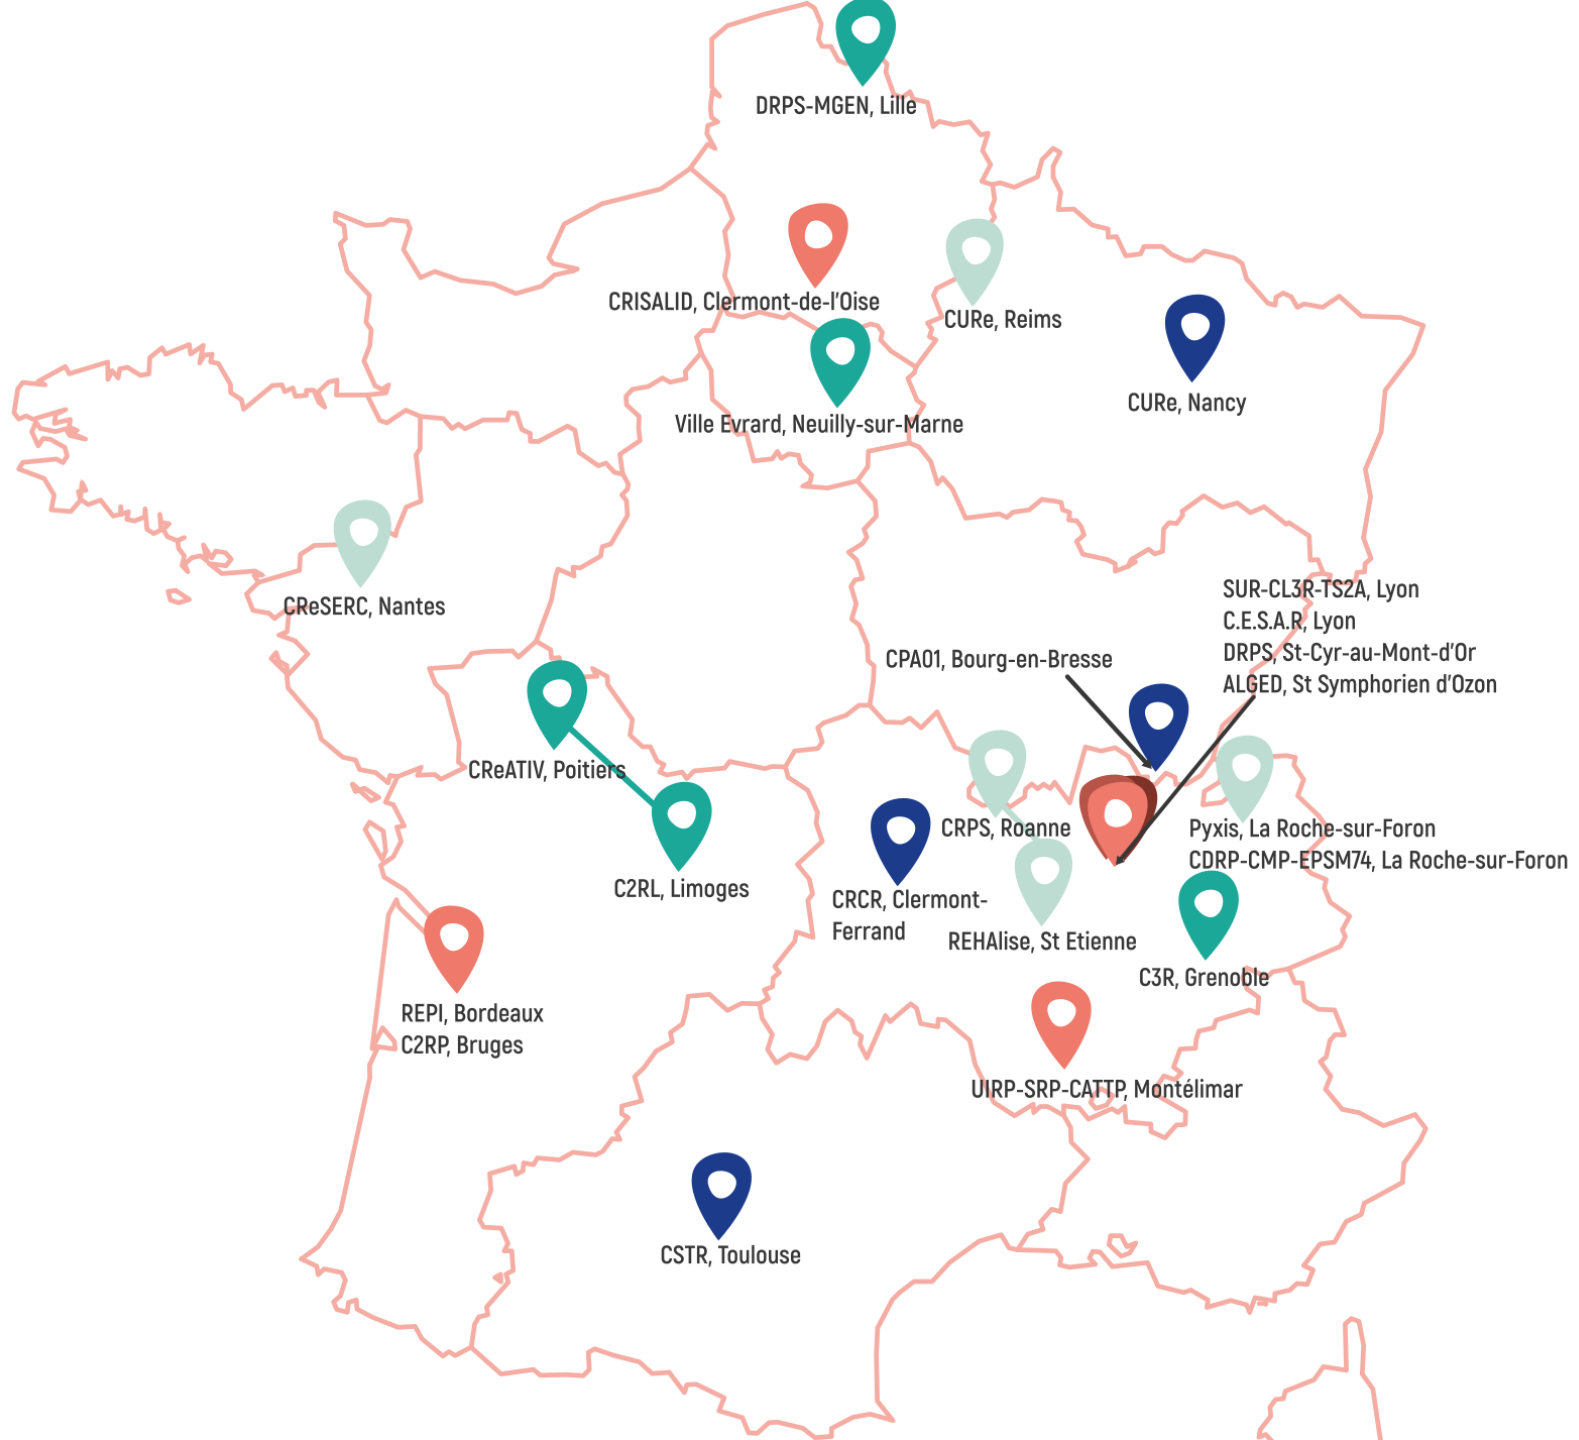 DRPS-MGEN, Lille
CRISALID, Clermont-de-l'Oise
CURe, Reims
CURe, Nancy
Ville Evrard, Neuilly-sur-Marne
CReSERC, Nantes
SUR-CL3R-TS2A, Lyon
C.E.S.A.R, Lyon
DRPS, St-Cyr-au-Mont-d'Or
ALGED, St Symphorien d'Ozon
CPA01, Bourg-en-Bresse
CReATIV, Poitiers
CRPS, Roanne
Pyxis, La Roche-sur-Foron
CDRP-CMP-EPSM74, La Roche-sur-Foron
C2RL, Limoges
CRCR, Clermont-
Ferrand
REHAlise, St Etienne
C3R, Grenoble
REPI, Bordeaux
C2RP, Bruges
UIRP-SRP-CATTP, Montélimar
CSTR, Toulouse